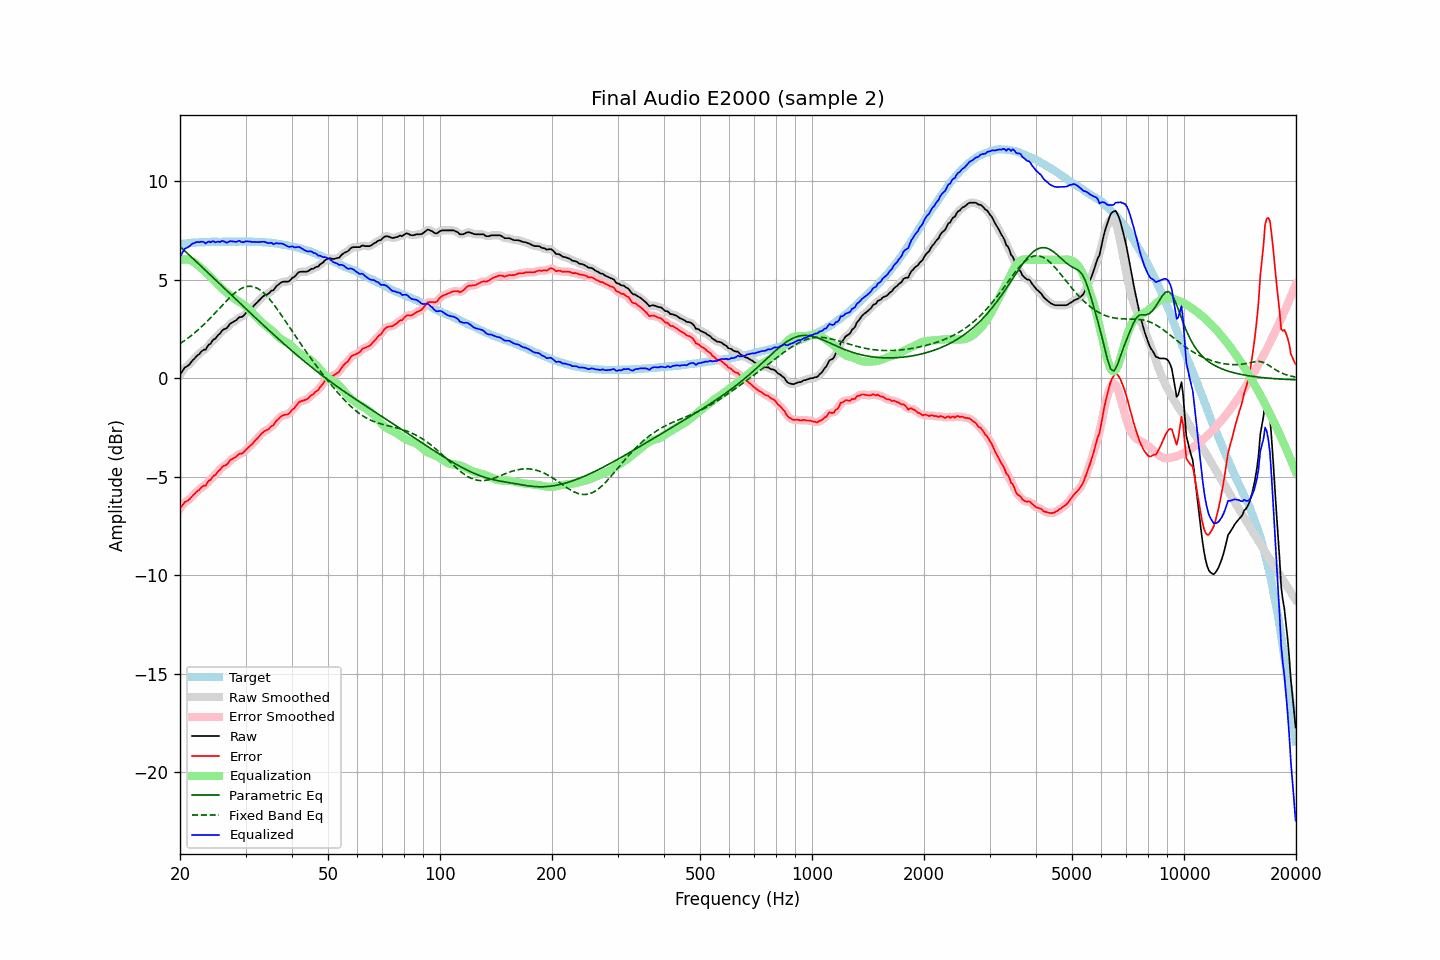 Final Audio E2000 (sample 2)
Amplitude (dBr)
10
5
0
−5
−10
−15
−20
Target
Raw Smoothed
Error Smoothed
Raw
Error
Equalization
Parametric Eq
Fixed Band Eq
Equalized
20 50 100 200 500 1000 2000 5000 10000 20000
Frequency (Hz)